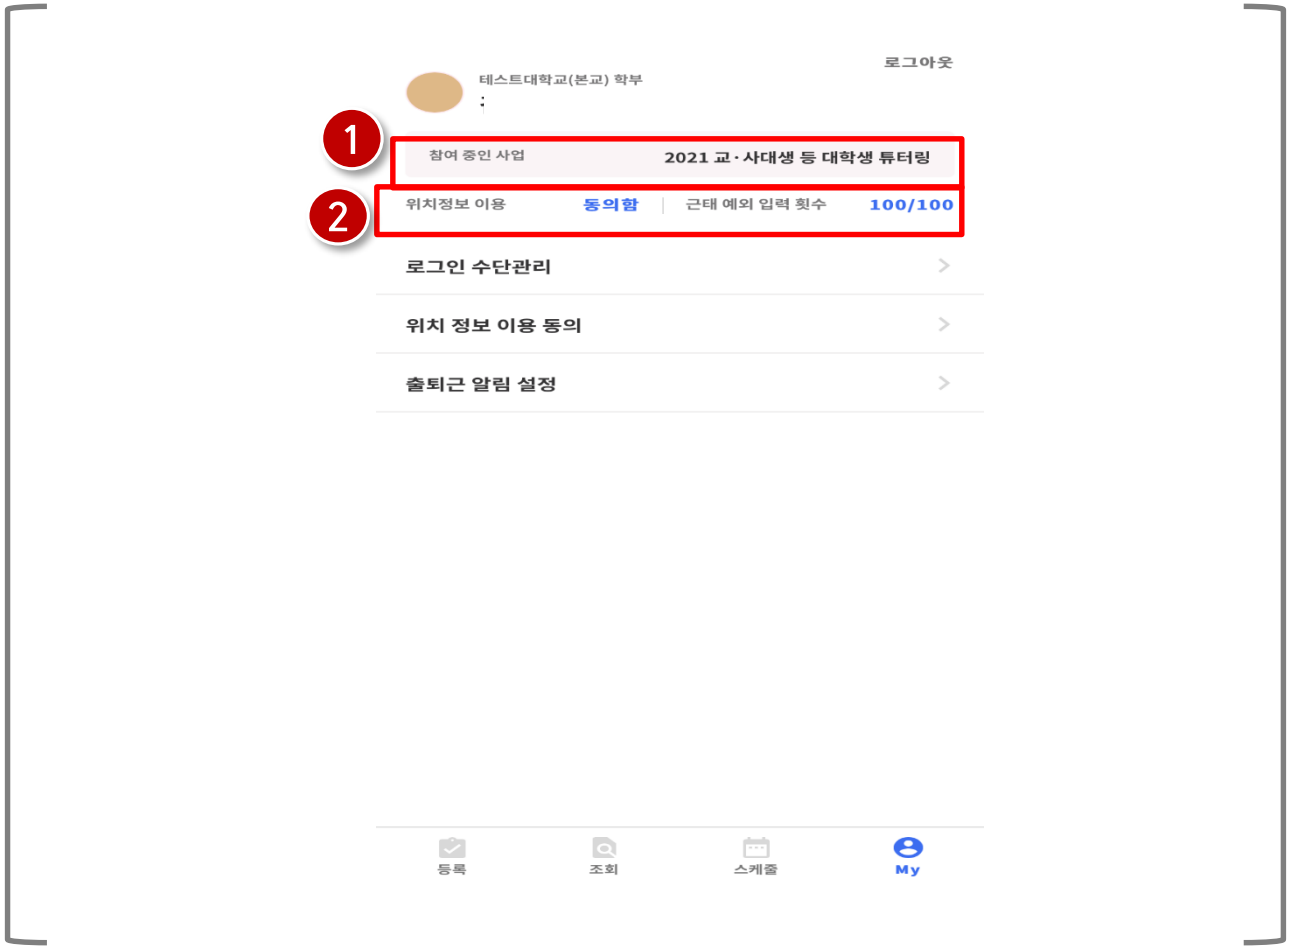 로그아웃
테스트대학교(본교) 학부
1
참여 중인 사업 2021 교·사대생 등 대학생 튜터링
2
위치정보 이용 동의함 근태 예외 입력 횟수 100/100
로그인 수단관리
위치 정보 이용 동의
출퇴근 알림 설정
등록 조회 스케줄 My